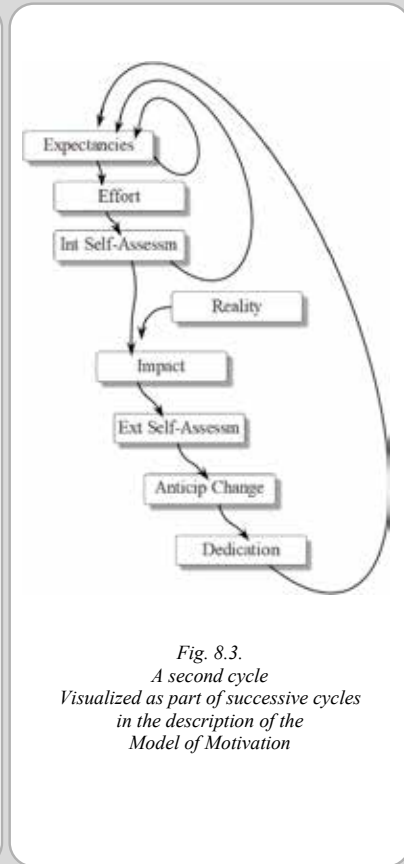 Expectancies
Effort
Int Self-Assessm
Reality
Impact
Ext Self-Assessm
Anticip Change
Dedication
Fig. 8.3.
A second cycle
Visualized as part of successive cycles
in the description of the
Model of Motivation